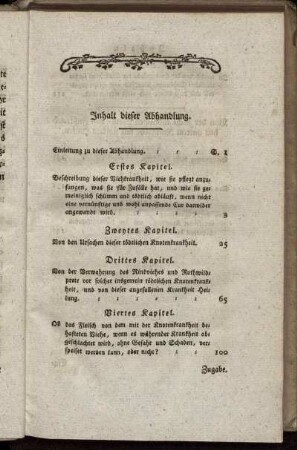 Inhalt dieser Abhandlung.
Einleitung zu dieser Abhandlung. S. 1
Erstes Kapitel.
Beschreibung dieser Viehkrankheit, wie sie pflegt anzu-
fangen, was sie für Zufälle hat, und wie sie ge-
meiniglich schlimm und tödtlich abläuft, wenn nicht
eine vernünftige und wohl anpassende Cur darwider
angewandt wird. 3
Zweytes Kapitel.
Von den Ursachen dieser tödtlichen Knotenkrankheit. 25
Drittes Kapitel.
Von der Verwahrung des Rindviehes und Rothwild-
prets vor solcher insgemein tödtlichen Knotenkrank-
heit, und von dieser angefallenen Krankheit Hei-
lung. 65
Viertes Kapitel.
Ob das Fleisch von dem mit der Knotenkrankheit be-
hafteten Viehe, wenn es währender Krankheit ab-
geschlachtet wird, ohne Gefahr und Schaden, ver-
speiset werden kann, oder nicht? 100
Zugabe.